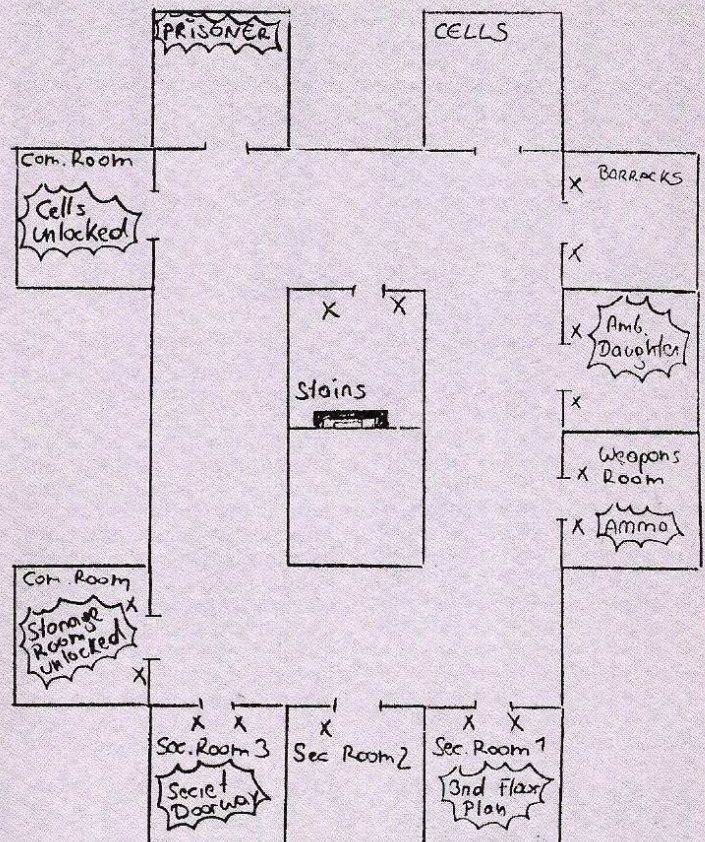 PRISONER
CELLS
Com. Room
Cells
unlocked
X BARRACKS
X
X X
X Amb.
Daughter
X
Stairs
Weapons
X Room
X AMMO
Com. Room
X
Storage
Room
unlocked
X
X X
Sec. Room 3
Secret
Doorway
X
Sec Room 2
X X
Sec. Room 1
3nd Floor
Plan